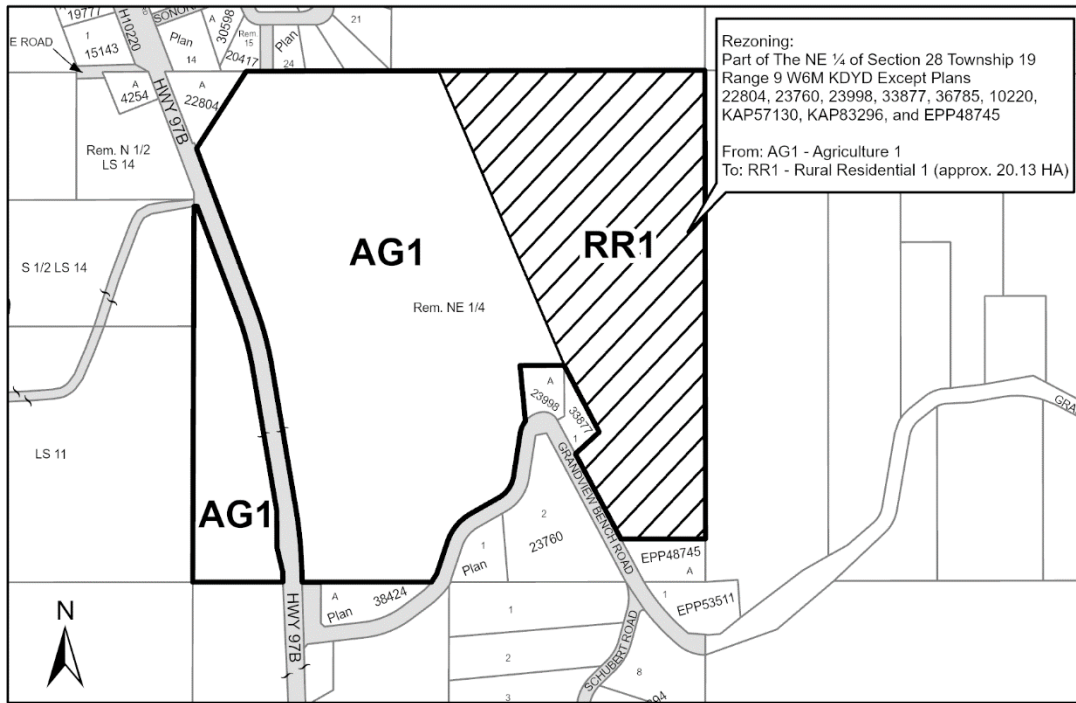 19777
1
15143
H10220
SONO
Plan
14
A
30598
Rem.
15
20417
Plan
24
21
E ROAD
A
4254
A
22804
HWY 97B
Rem. N 1/2
LS 14
S 1/2 LS 14
LS 11
Rezoning:
Part of The NE ¼ of Section 28 Township 19
Range 9 W6M KDYD Except Plans
22804, 23760, 23998, 33877, 36785, 10220,
KAP57130, KAP83296, and EPP48745
From: AG1 - Agriculture 1
To: RR1 - Rural Residential 1 (approx. 20.13 HA)
AG1
RR1
Rem. NE 1/4
A
23998
33877
1
AG1
GRANDVIEW BENCH ROAD
GRA
2
23760
1
Plan
EPP48745
A
A
Plan
38424
1
EPP53511
HWY 97B
1
2
3
SCHUBERT ROAD
8
N